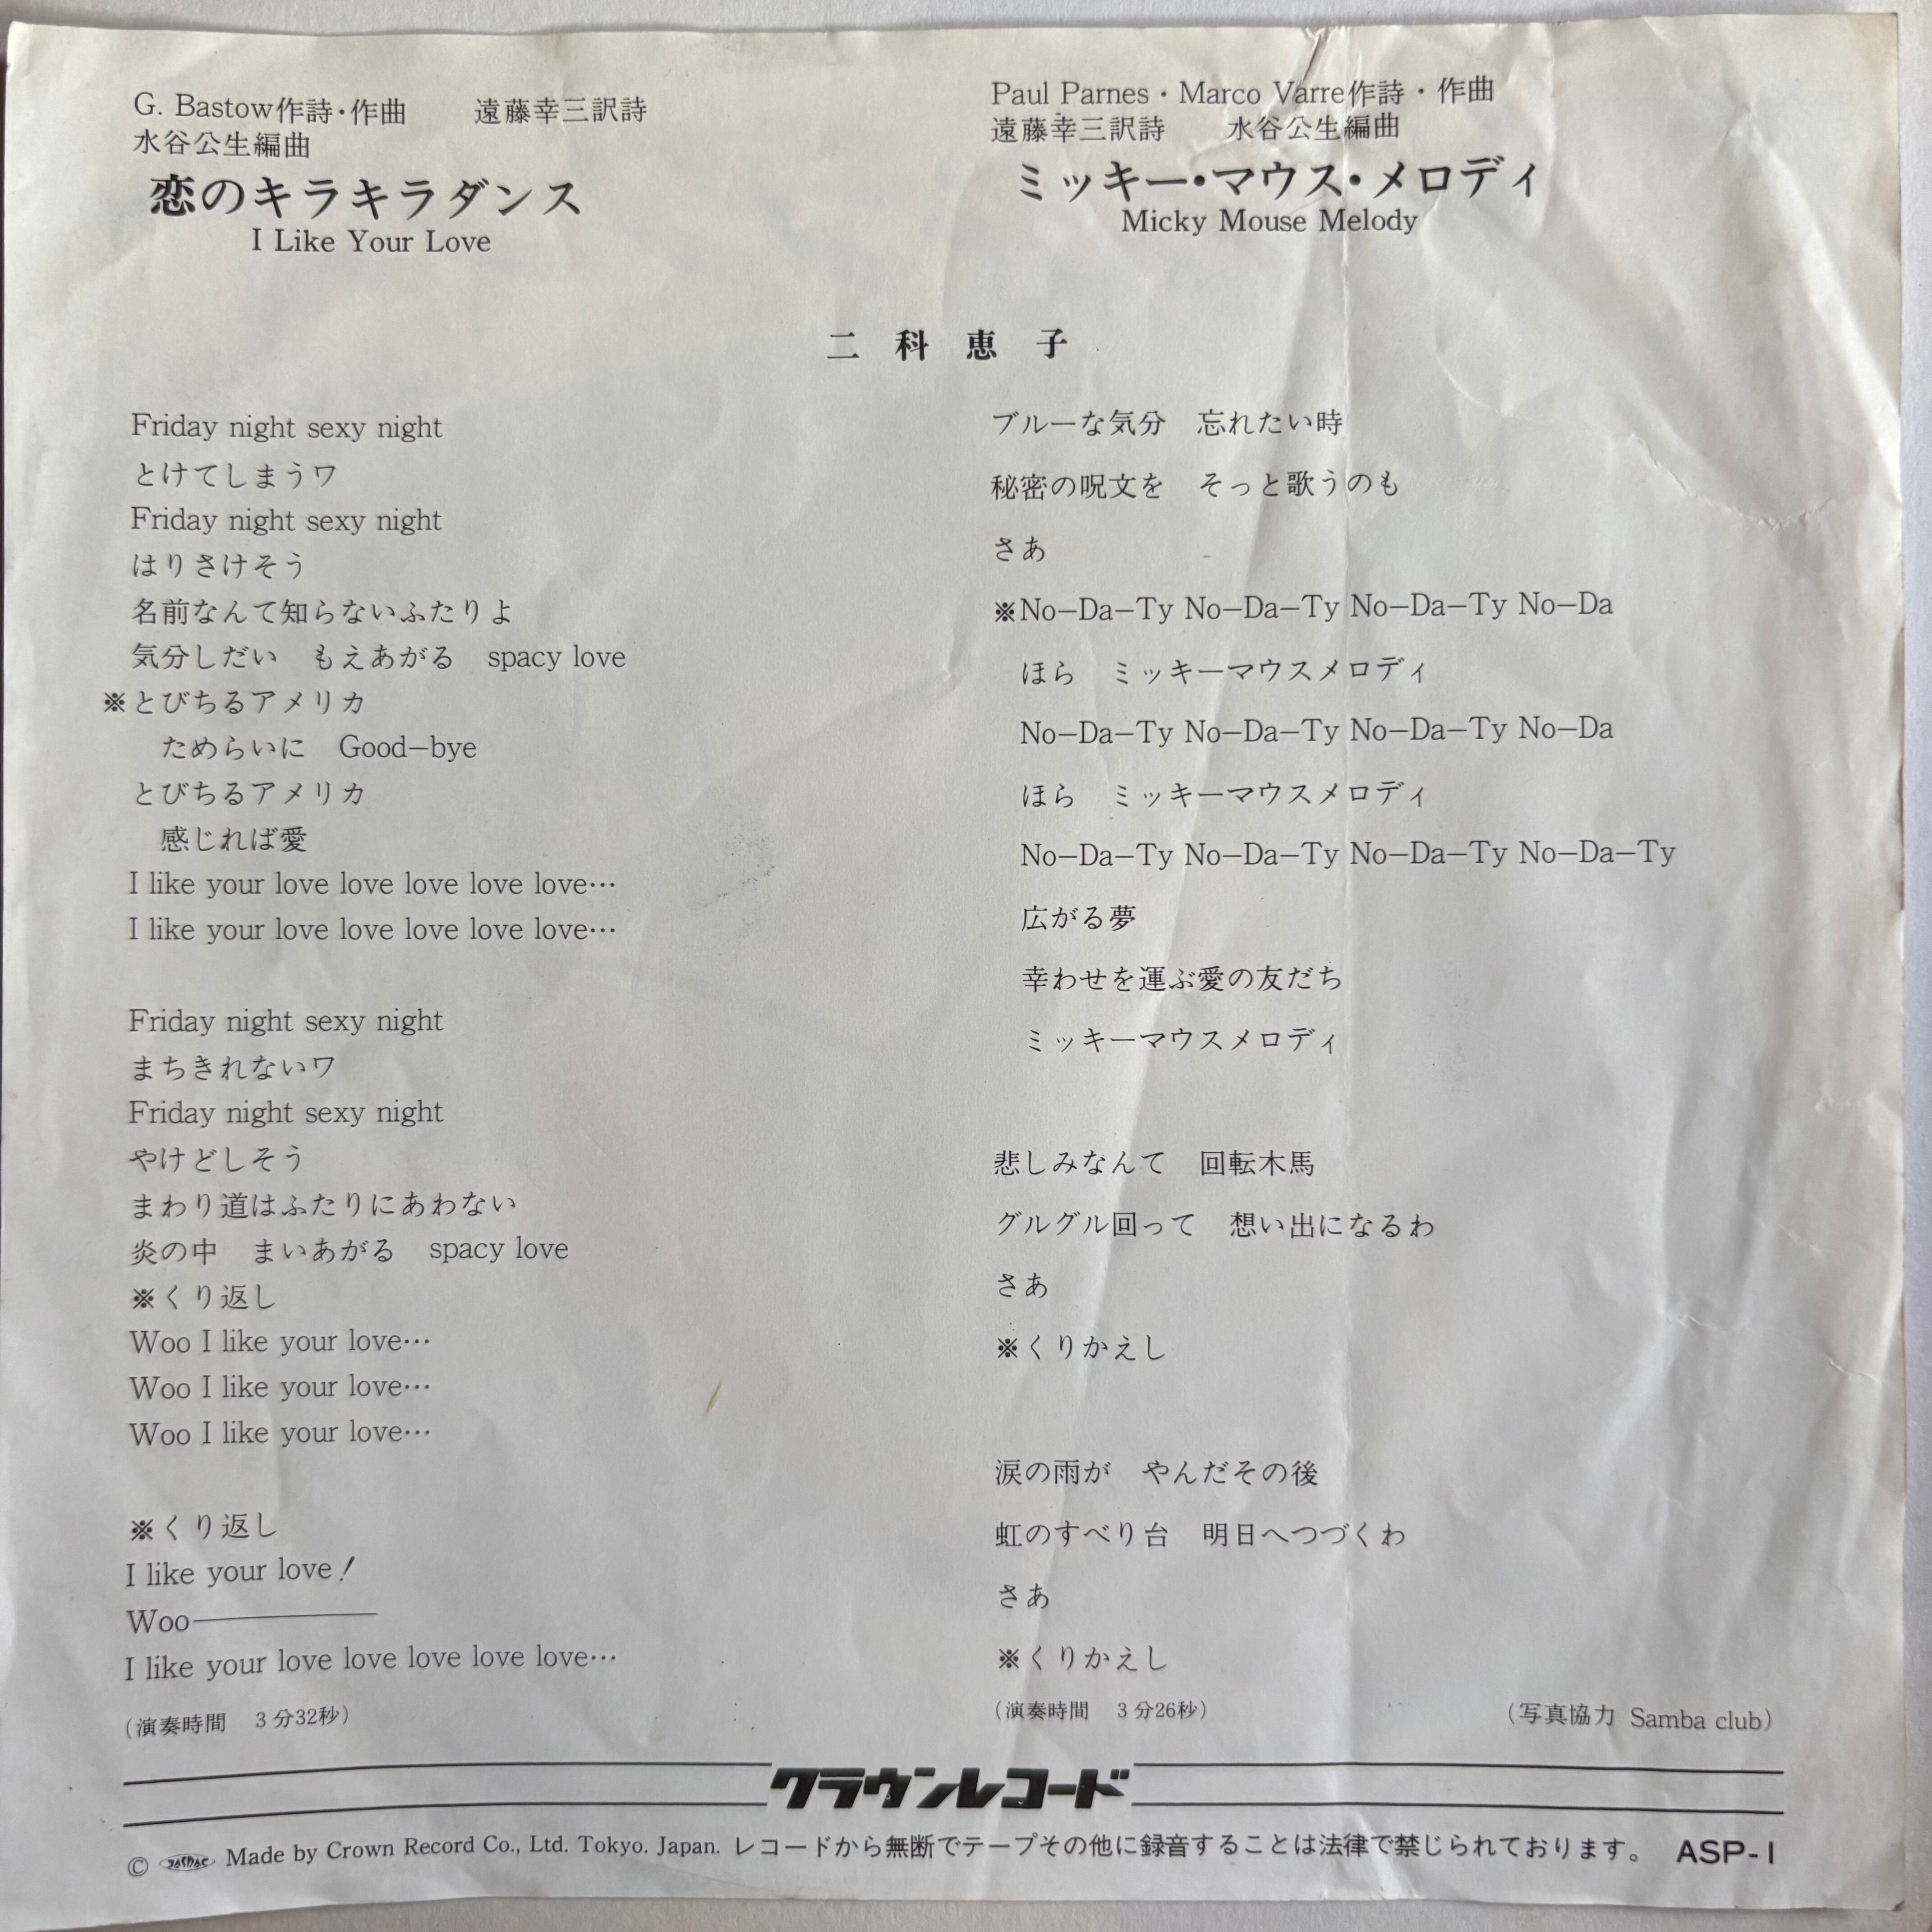 G. Bastow作詩・作曲　遠藤幸三訳詩
水谷公生編曲
恋のキラキラダンス
I Like Your Love
Paul Parnes・Marco Varre作詩・作曲
遠藤幸三訳詩　水谷公生編曲
ミッキー・マウス・メロディ
Micky Mouse Melody
二科恵子
Friday night sexy night
とけてしまうワ
Friday night sexy night
はりさけそう
名前なんて知らないふたりよ
気分しだい　もえあがる　spacy love
※とびちるアメリカ
ためらいに　Good−bye
とびちるアメリカ
感じれば愛
I like your love love love love love…
I like your love love love love love…
Friday night sexy night
まちきれないワ
Friday night sexy night
やけどしそう
まわり道はふたりにあわない
炎の中　まいあがる　spacy love
※くり返し
Woo I like your love…
Woo I like your love…
Woo I like your love…
※くり返し
I like your love！
Woo────
I like your love love love love love…
（演奏時間　3分32秒）
ブルーな気分　忘れたい時
秘密の呪文を　そっと歌うのも
さあ
※No−Da−Ty No−Da−Ty No−Da−Ty No−Da
ほら　ミッキーマウスメロディ
No−Da−Ty No−Da−Ty No−Da−Ty No−Da
ほら　ミッキーマウスメロディ
No−Da−Ty No−Da−Ty No−Da−Ty No−Da−Ty
広がる夢
幸わせを運ぶ愛の友だち
ミッキーマウスメロディ
悲しみなんて　回転木馬
グルグル回って　想い出になるわ
さあ
※くりかえし
涙の雨が　やんだその後
虹のすべり台　明日へつづくわ
さあ
※くりかえし
（演奏時間　3分26秒）
（写真協力 Samba club）
クラウンレコード
© JASRAC Made by Crown Record Co., Ltd. Tokyo. Japan. レコードから無断でテープその他に録音することは法律で禁じられております。 ASP-1